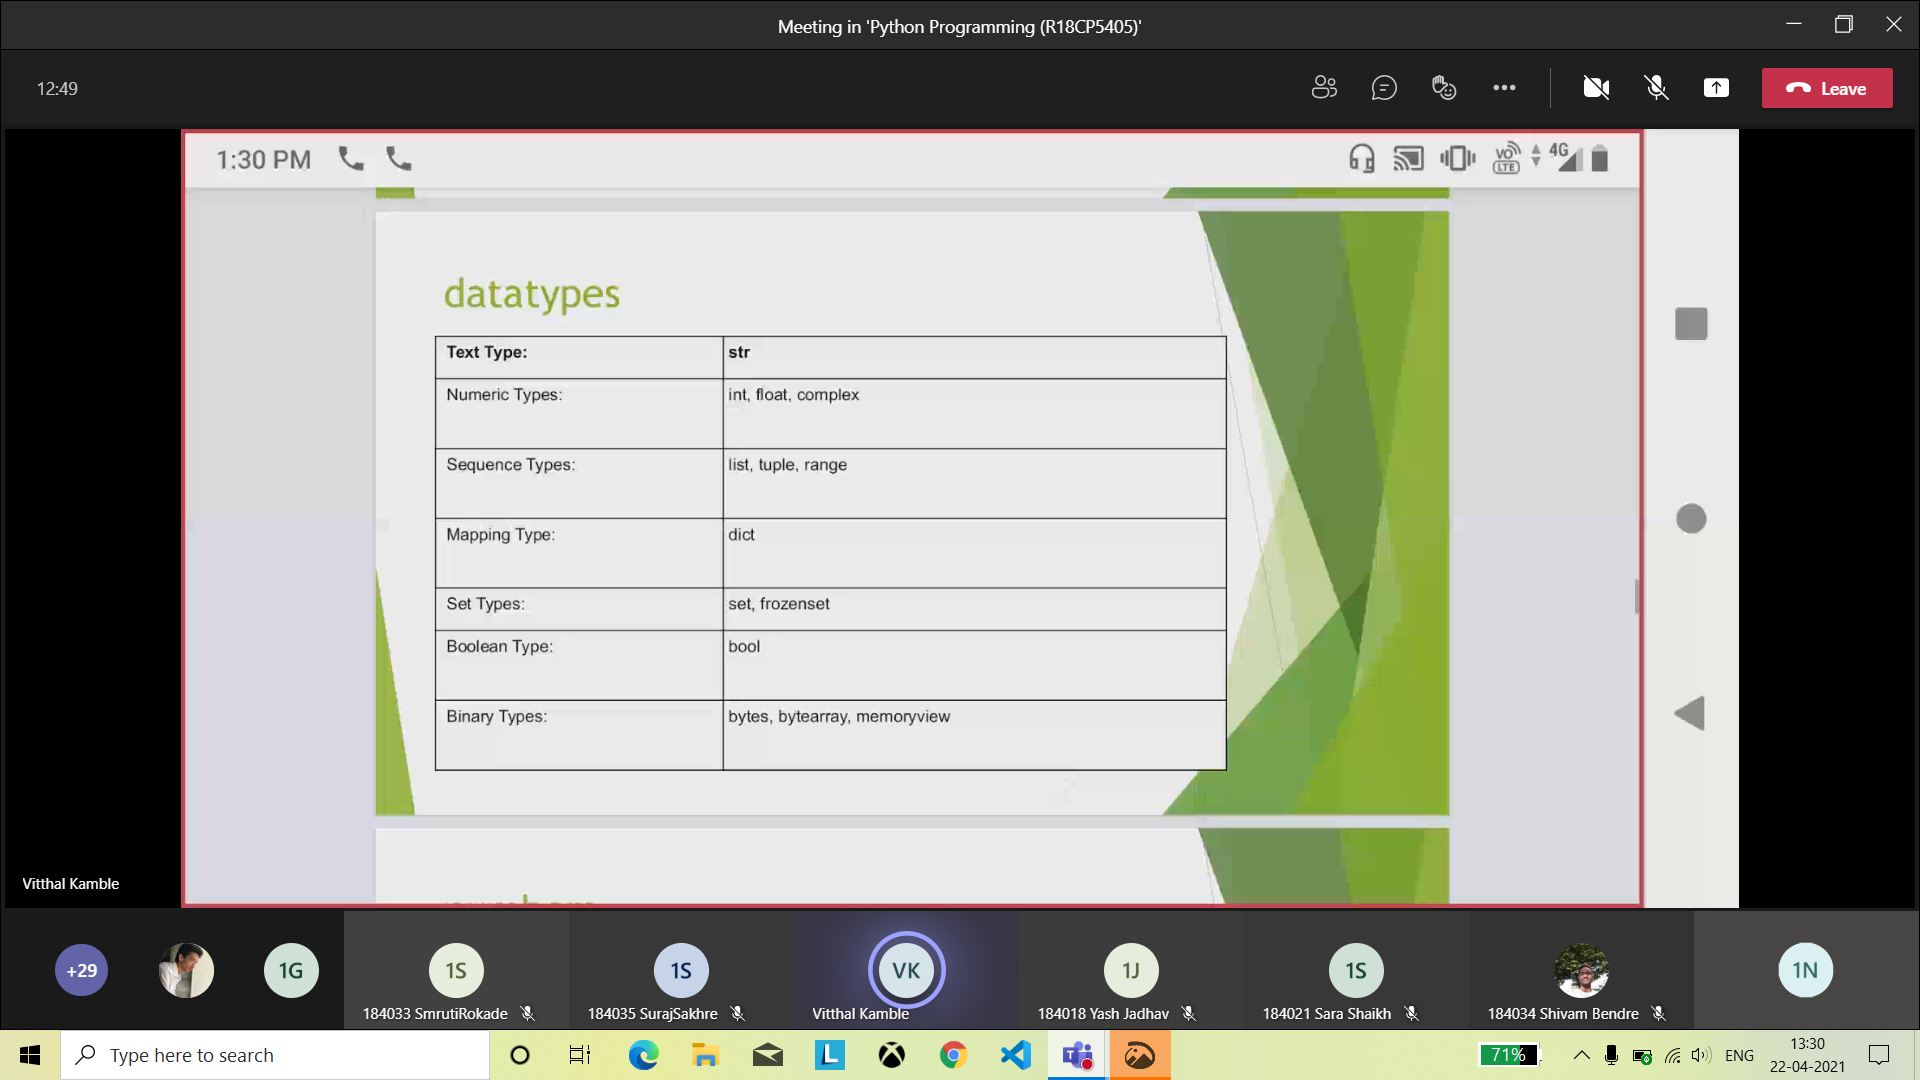 Meeting in 'Python Programming (R18CP5405)'
12:49
Leave
1:30 PM
VO
LTE
4G
datatypes
Text Type: str
Numeric Types: int, float, complex
Sequence Types: list, tuple, range
Mapping Type: dict
Set Types: set, frozenset
Boolean Type: bool
Binary Types: bytes, bytearray, memoryview
Vitthal Kamble
+29
1G
1S
1S
VK
1J
1S
1N
184033 SmrutiRokade
184035 SurajSakhre
Vitthal Kamble
184018 Yash Jadhav
184021 Sara Shaikh
184034 Shivam Bendre
Type here to search
L
71%
ENG
13:30
22-04-2021